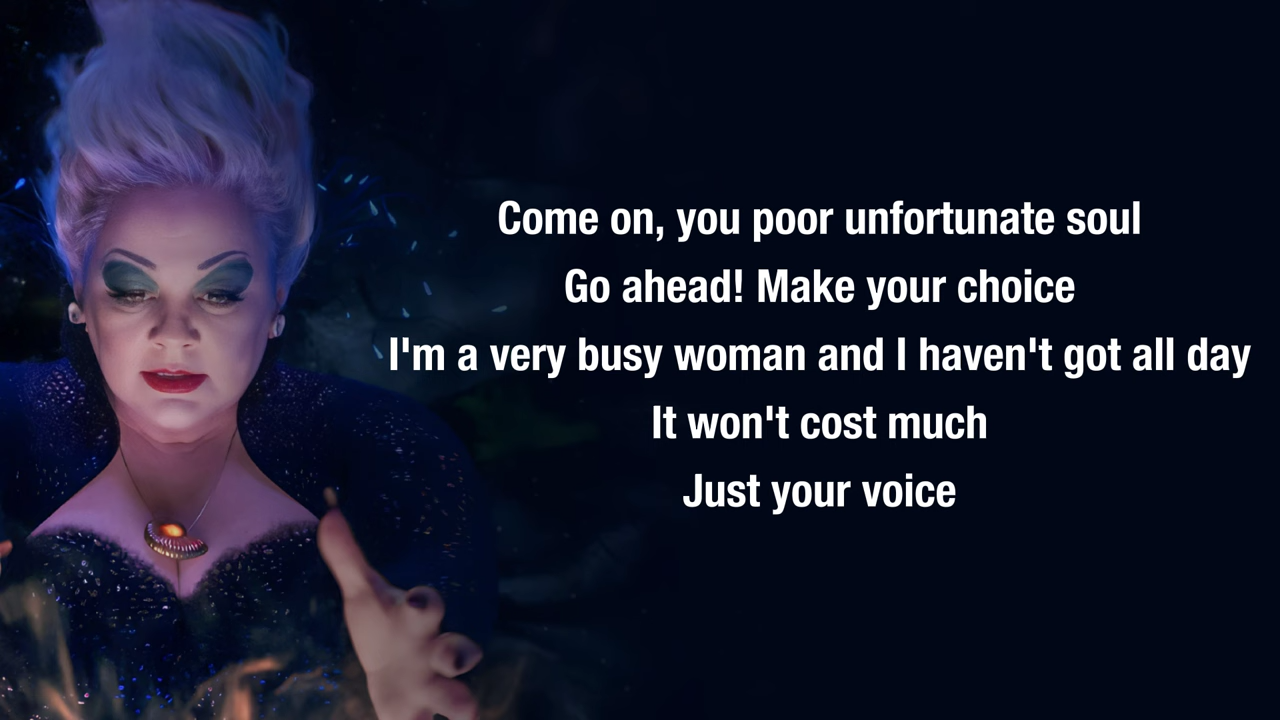 Come on, you poor unfortunate soul
Go ahead! Make your choice
I'm a very busy woman and I haven't got all day
It won't cost much
Just your voice